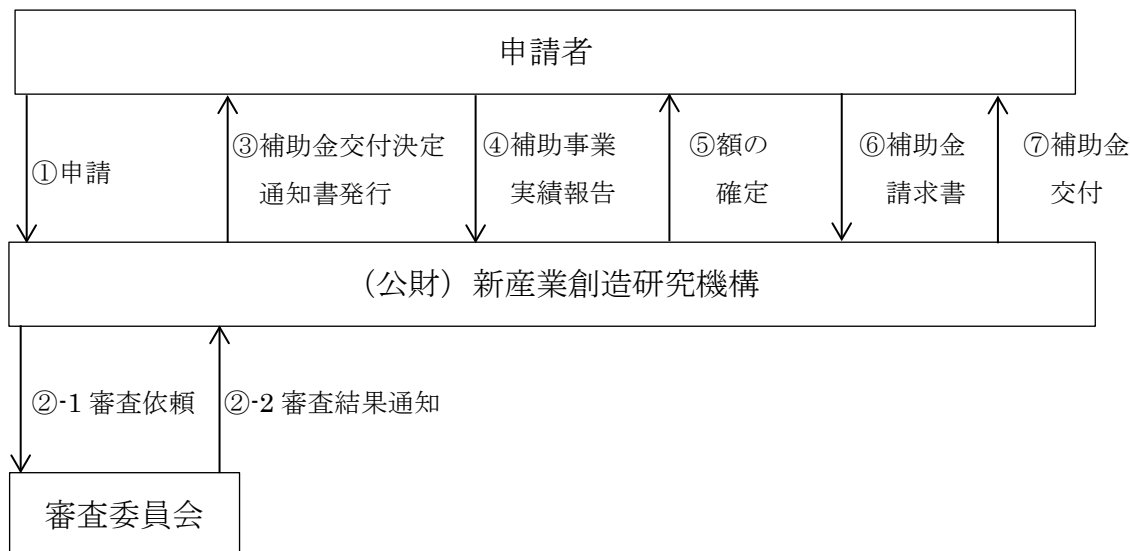 申請者
①申請
③補助金交付決定
通知書発行
④補助事業
実績報告
⑤額の
確定
⑥補助金
請求書
⑦補助金
交付
（公財）新産業創造研究機構
②-1 審査依頼
②-2 審査結果通知
審査委員会